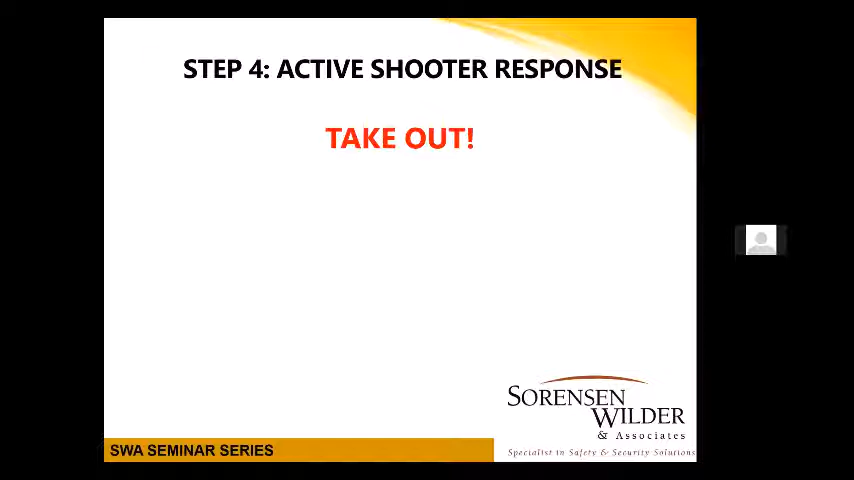 STEP 4: ACTIVE SHOOTER RESPONSE
TAKE OUT!
SORENSEN
WILDER
& Associates
Specialist in Safety & Security Solutions
SWA SEMINAR SERIES